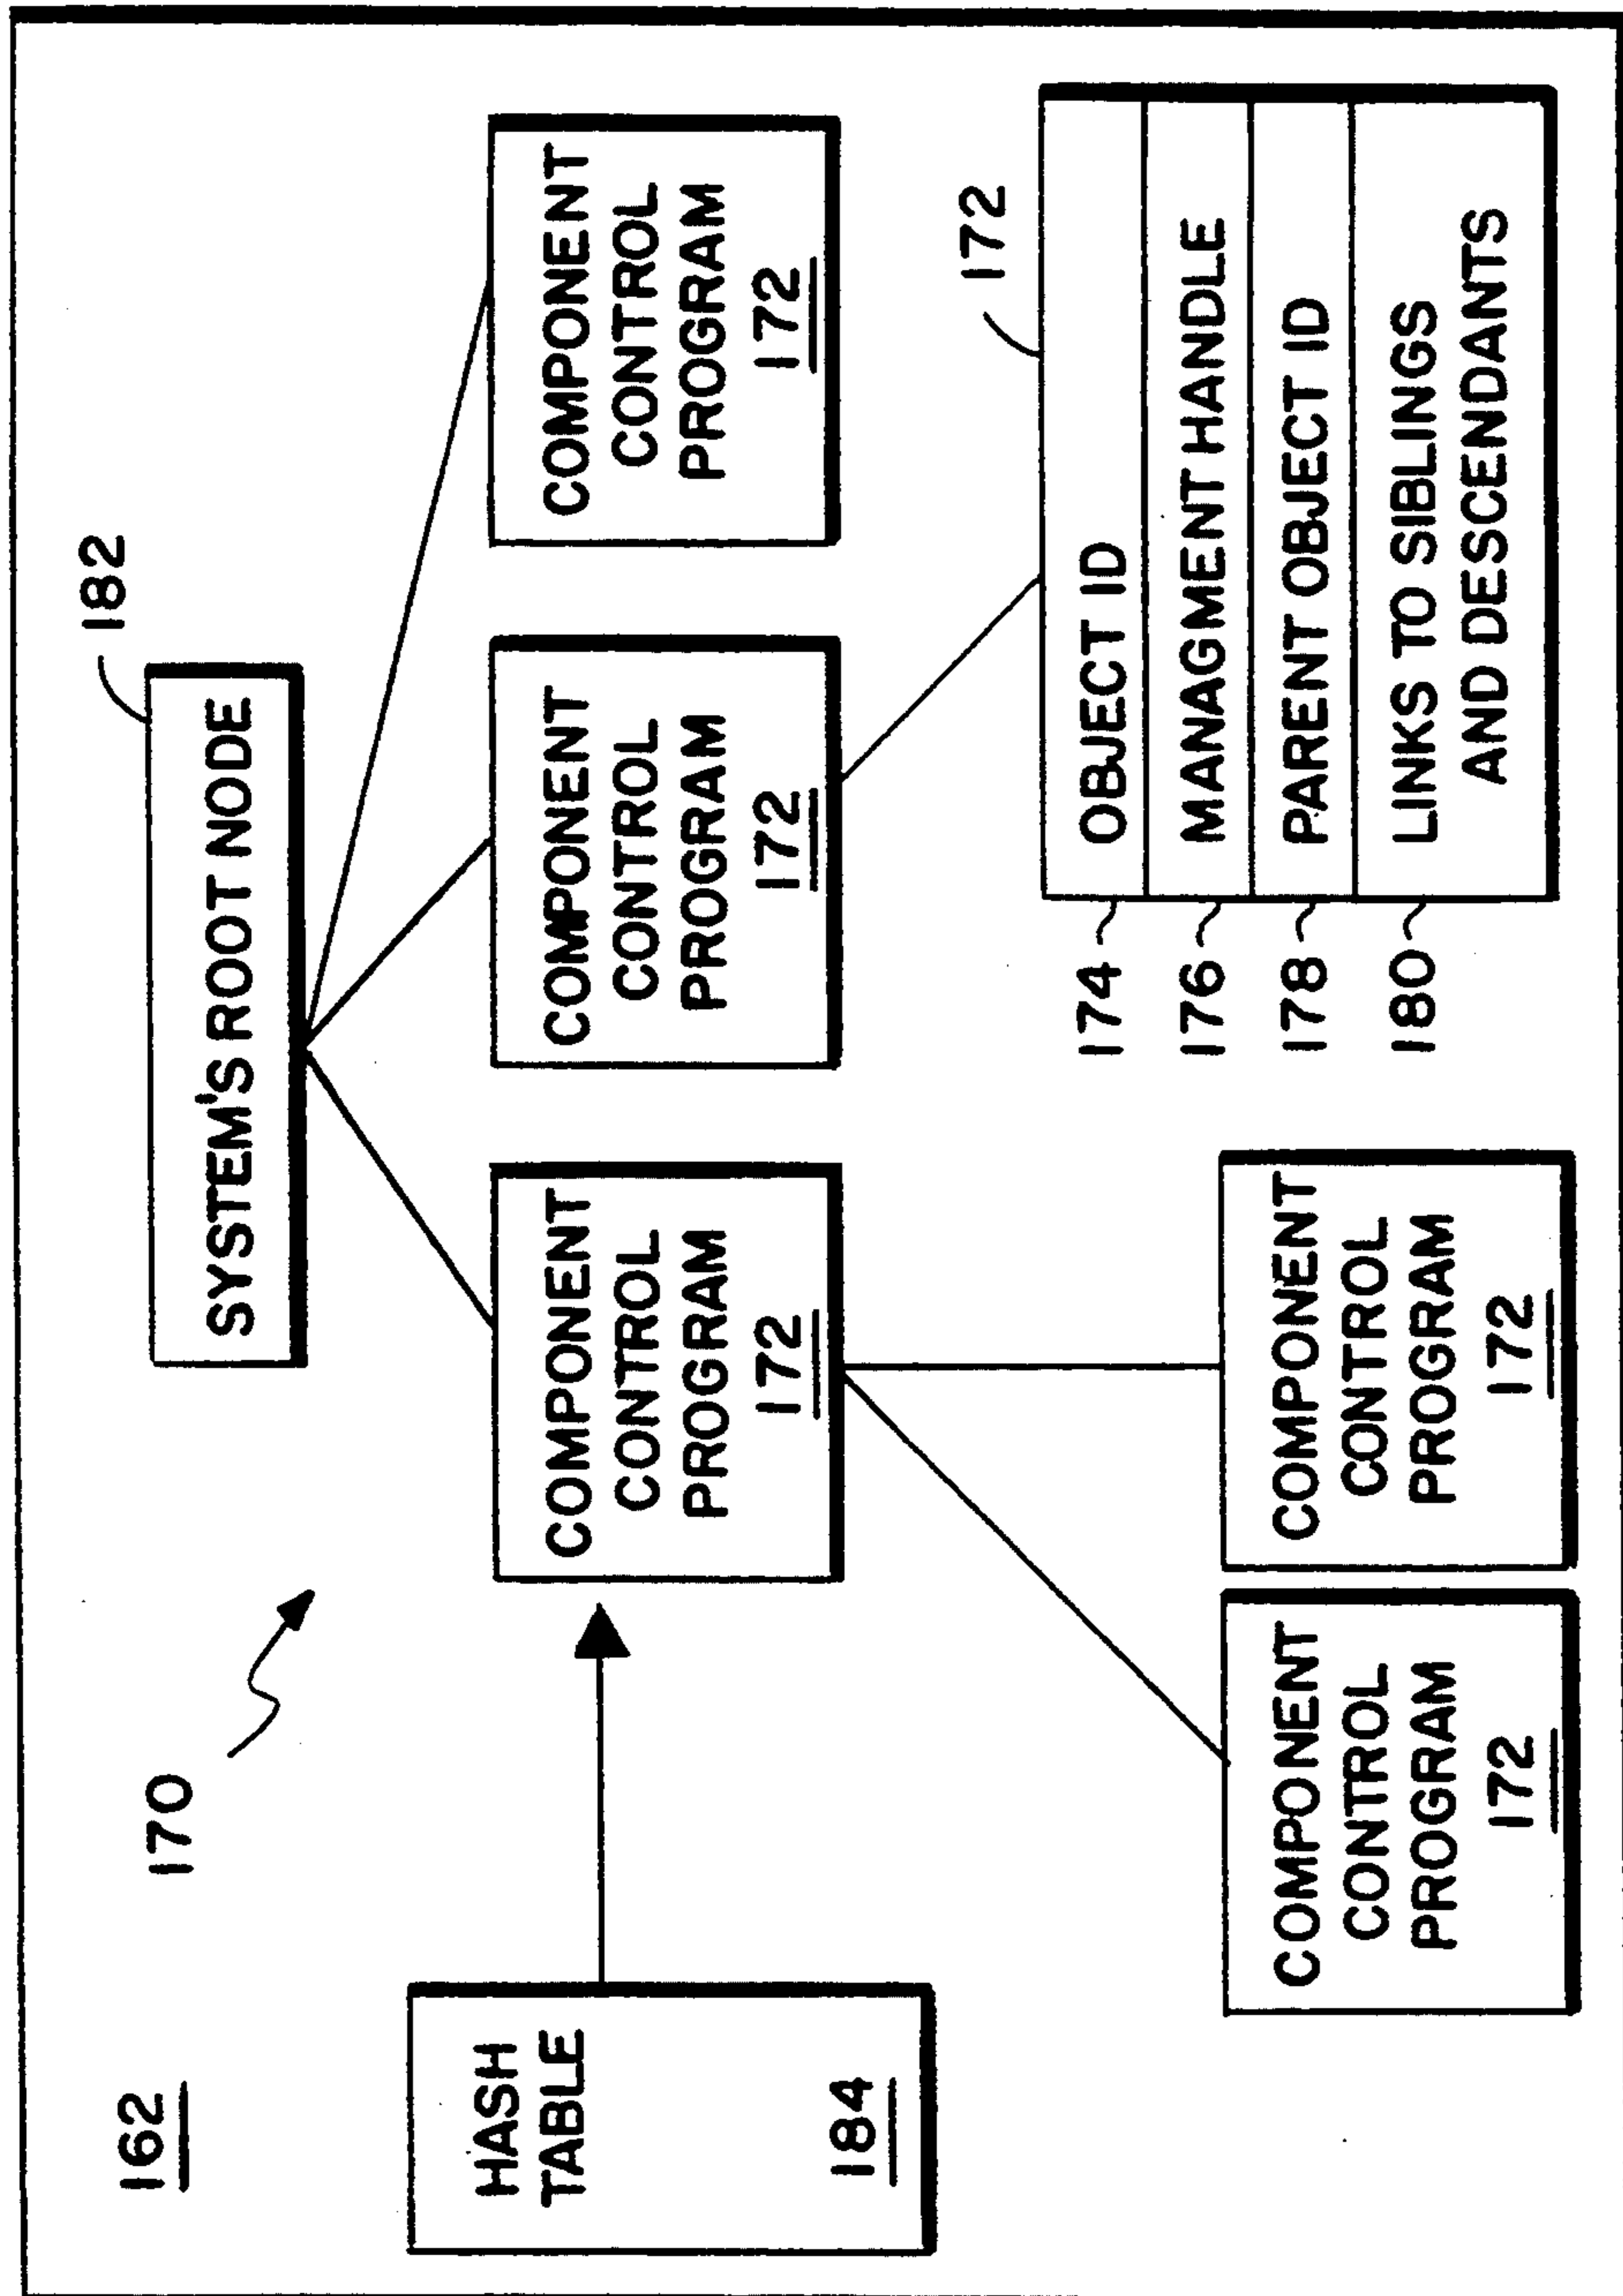 162
170
182
SYSTEM'S ROOT NODE
HASH
TABLE
184
COMPONENT
CONTROL
PROGRAM
172
COMPONENT
CONTROL
PROGRAM
172
COMPONENT
CONTROL
PROGRAM
172
COMPONENT
CONTROL
PROGRAM
172
COMPONENT
CONTROL
PROGRAM
172
172
174
OBJECT ID
176
MANAGMENT HANDLE
178
PARENT OBJECT ID
180
LINKS TO SIBLINGS
AND DESCENDANTS